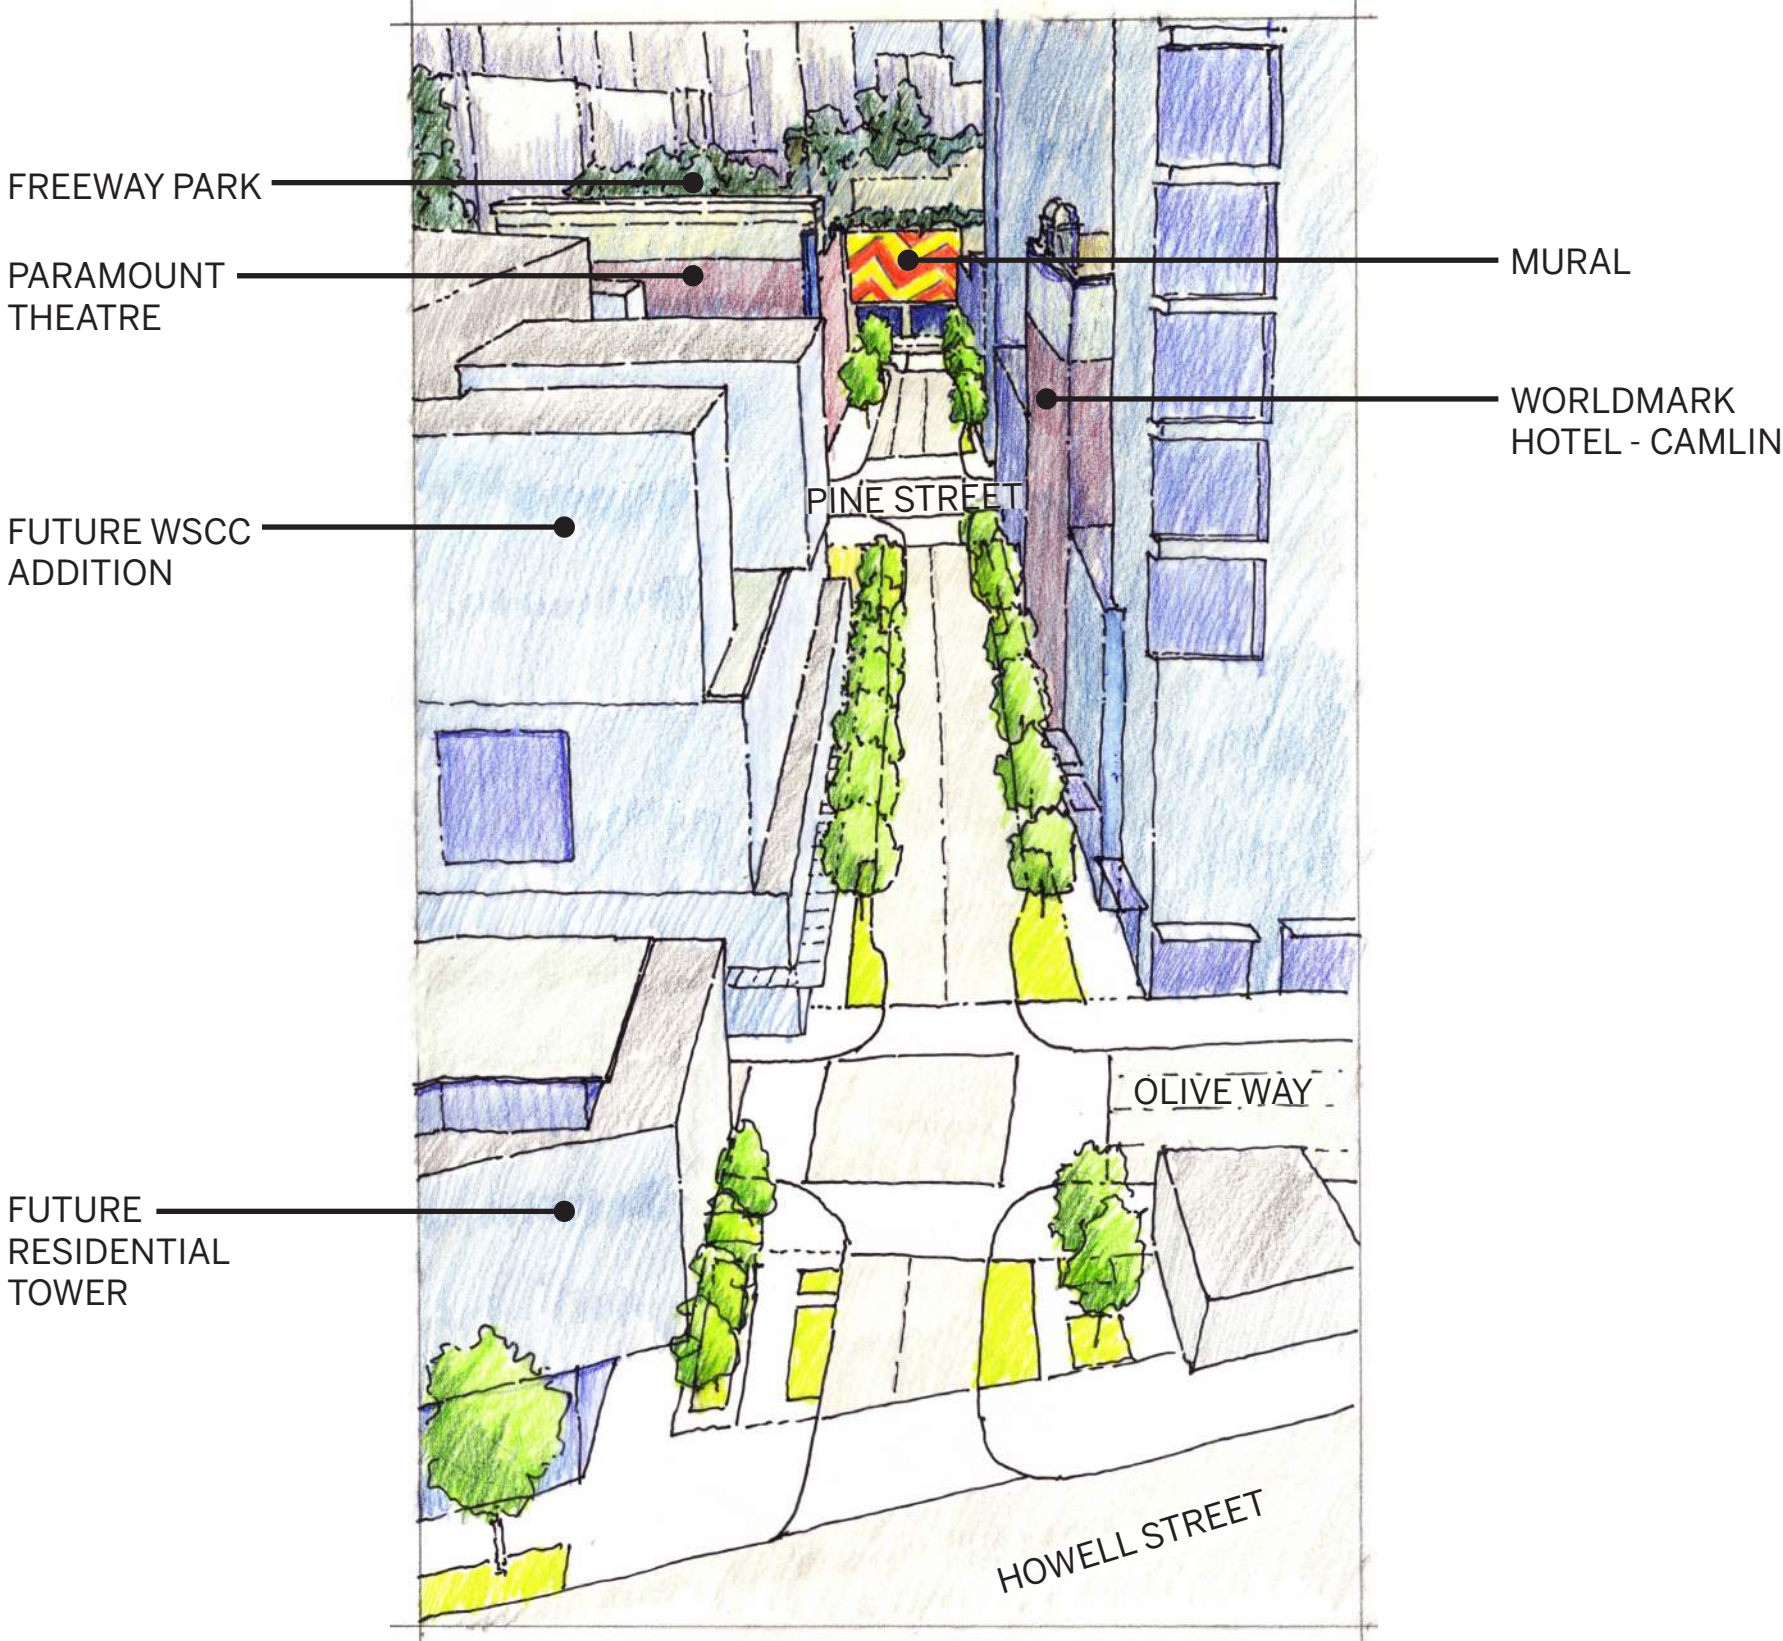 FREEWAY PARK
PARAMOUNT
THEATRE
MURAL
WORLDMARK
HOTEL - CAMLIN
PINE STREET
FUTURE WSCC
ADDITION
OLIVE WAY
FUTURE
RESIDENTIAL
TOWER
HOWELL STREET